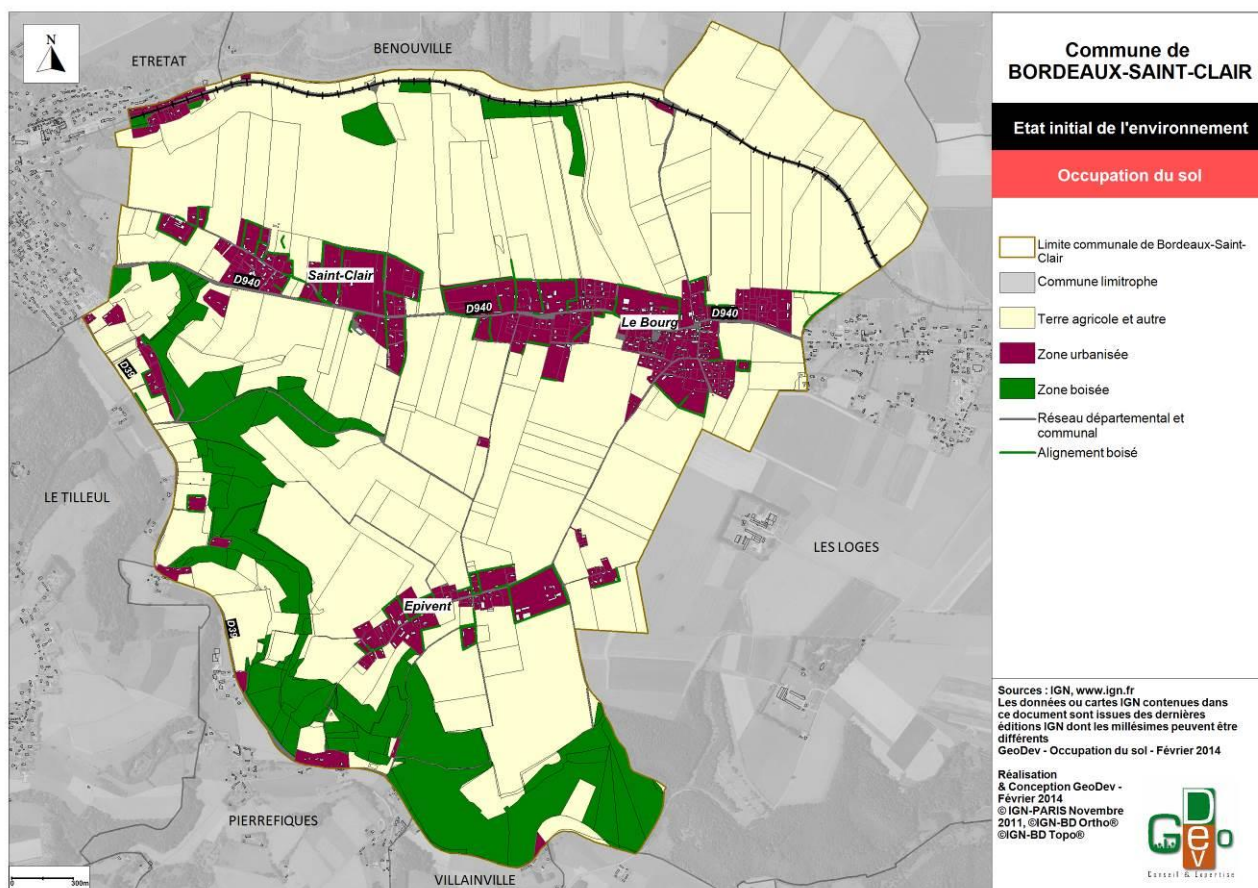 N
ETRETAT
BENOUVILLE
Saint-Clair
D940
D940
Le Bourg
D940
D39
LE TILLEUL
LES LOGES
Epivent
D39
PIERREFIQUES
VILLAINVILLE
0 300m
Commune de
BORDEAUX-SAINT-CLAIR
Etat initial de l'environnement
Occupation du sol
Limite communale de Bordeaux-Saint-
Clair
Commune limitrophe
Terre agricole et autre
Zone urbanisée
Zone boisée
Réseau départemental et
communal
Alignement boisé
Sources : IGN, www.ign.fr
Les données ou cartes IGN contenues dans
ce document sont issues des dernières
éditions IGN dont les millésimes peuvent être
différents
GeoDev - Occupation du sol - Février 2014
Réalisation
& Conception GeoDev -
Février 2014
© IGN-PARIS Novembre
2011, ©IGN-BD Ortho®
©IGN-BD Topo®
GeoDev
Conseil & Expertise